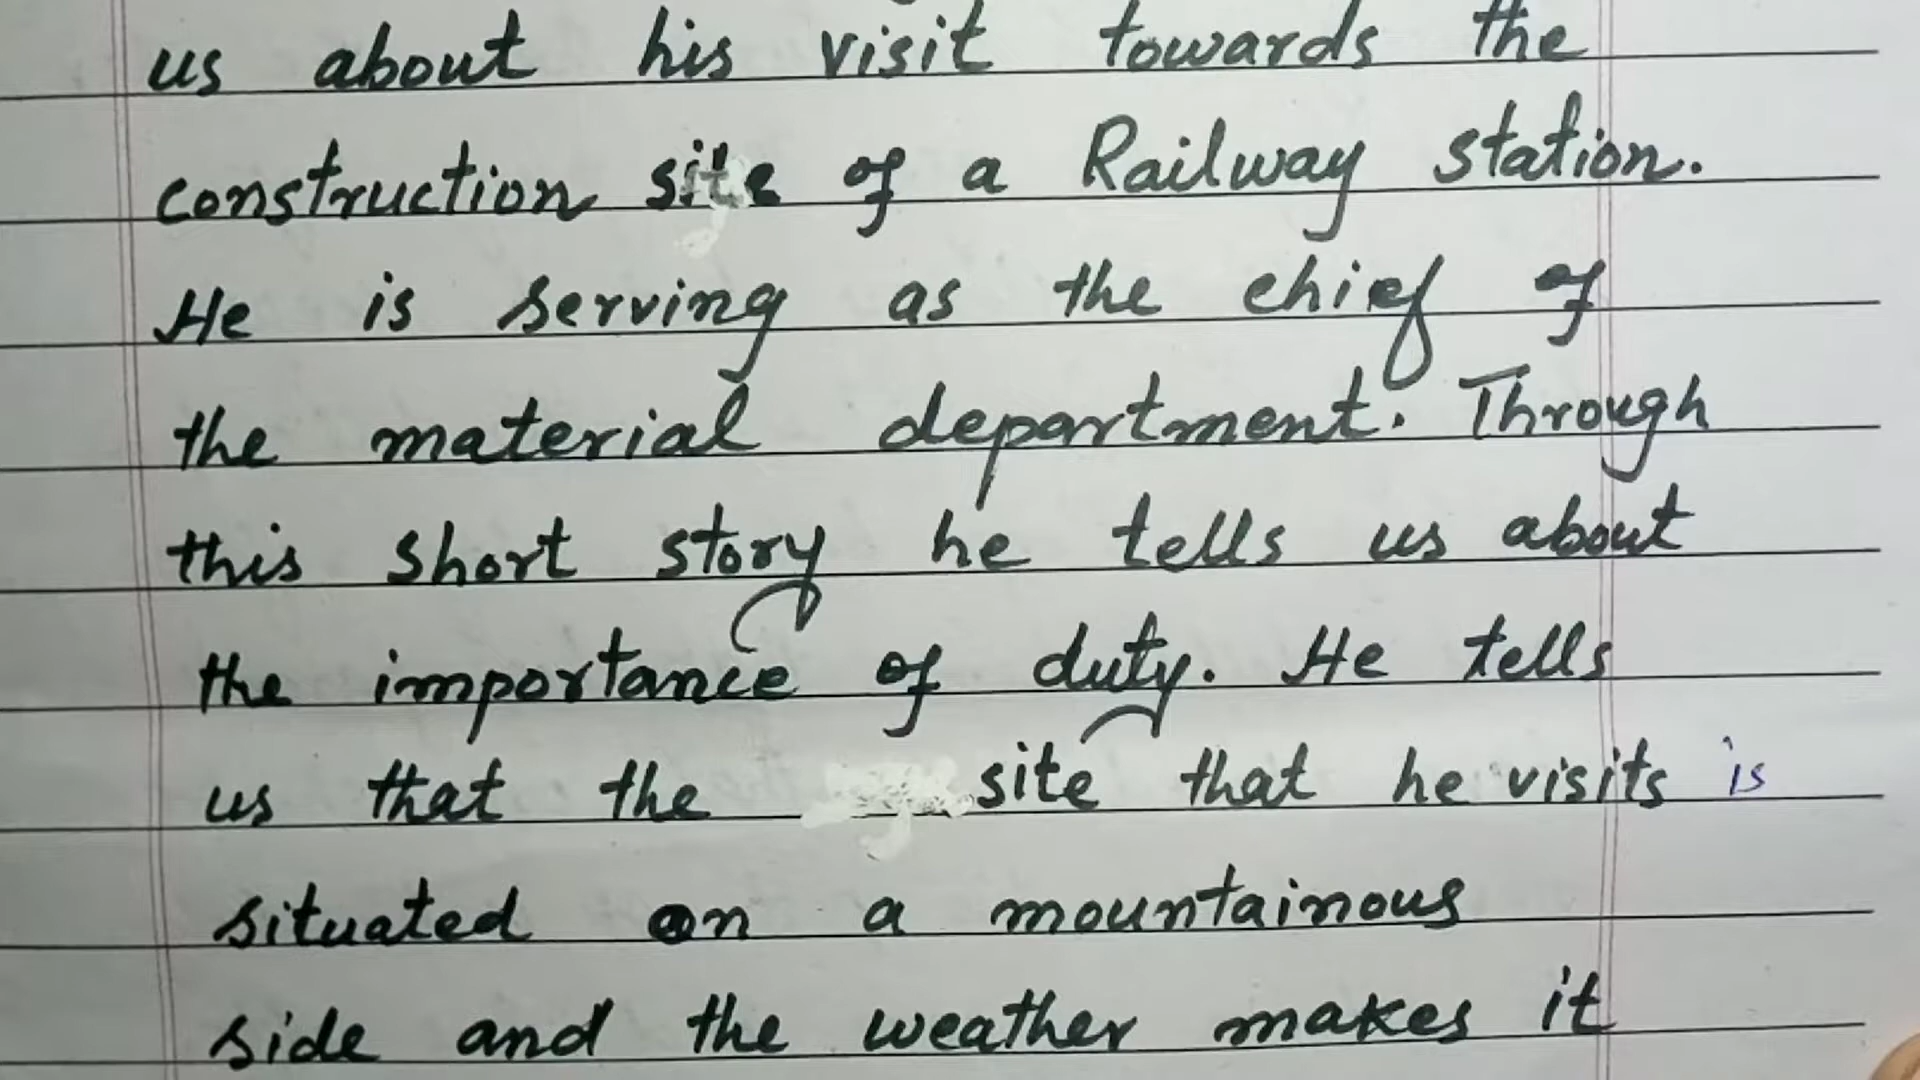 us about his visit towards the
construction site of a Railway station.
He is serving as the chief of
the material department. Through
this short story he tells us about
the importance of duty. He tells
us that the site that he visits is
situated on a mountainous
side and the weather makes it